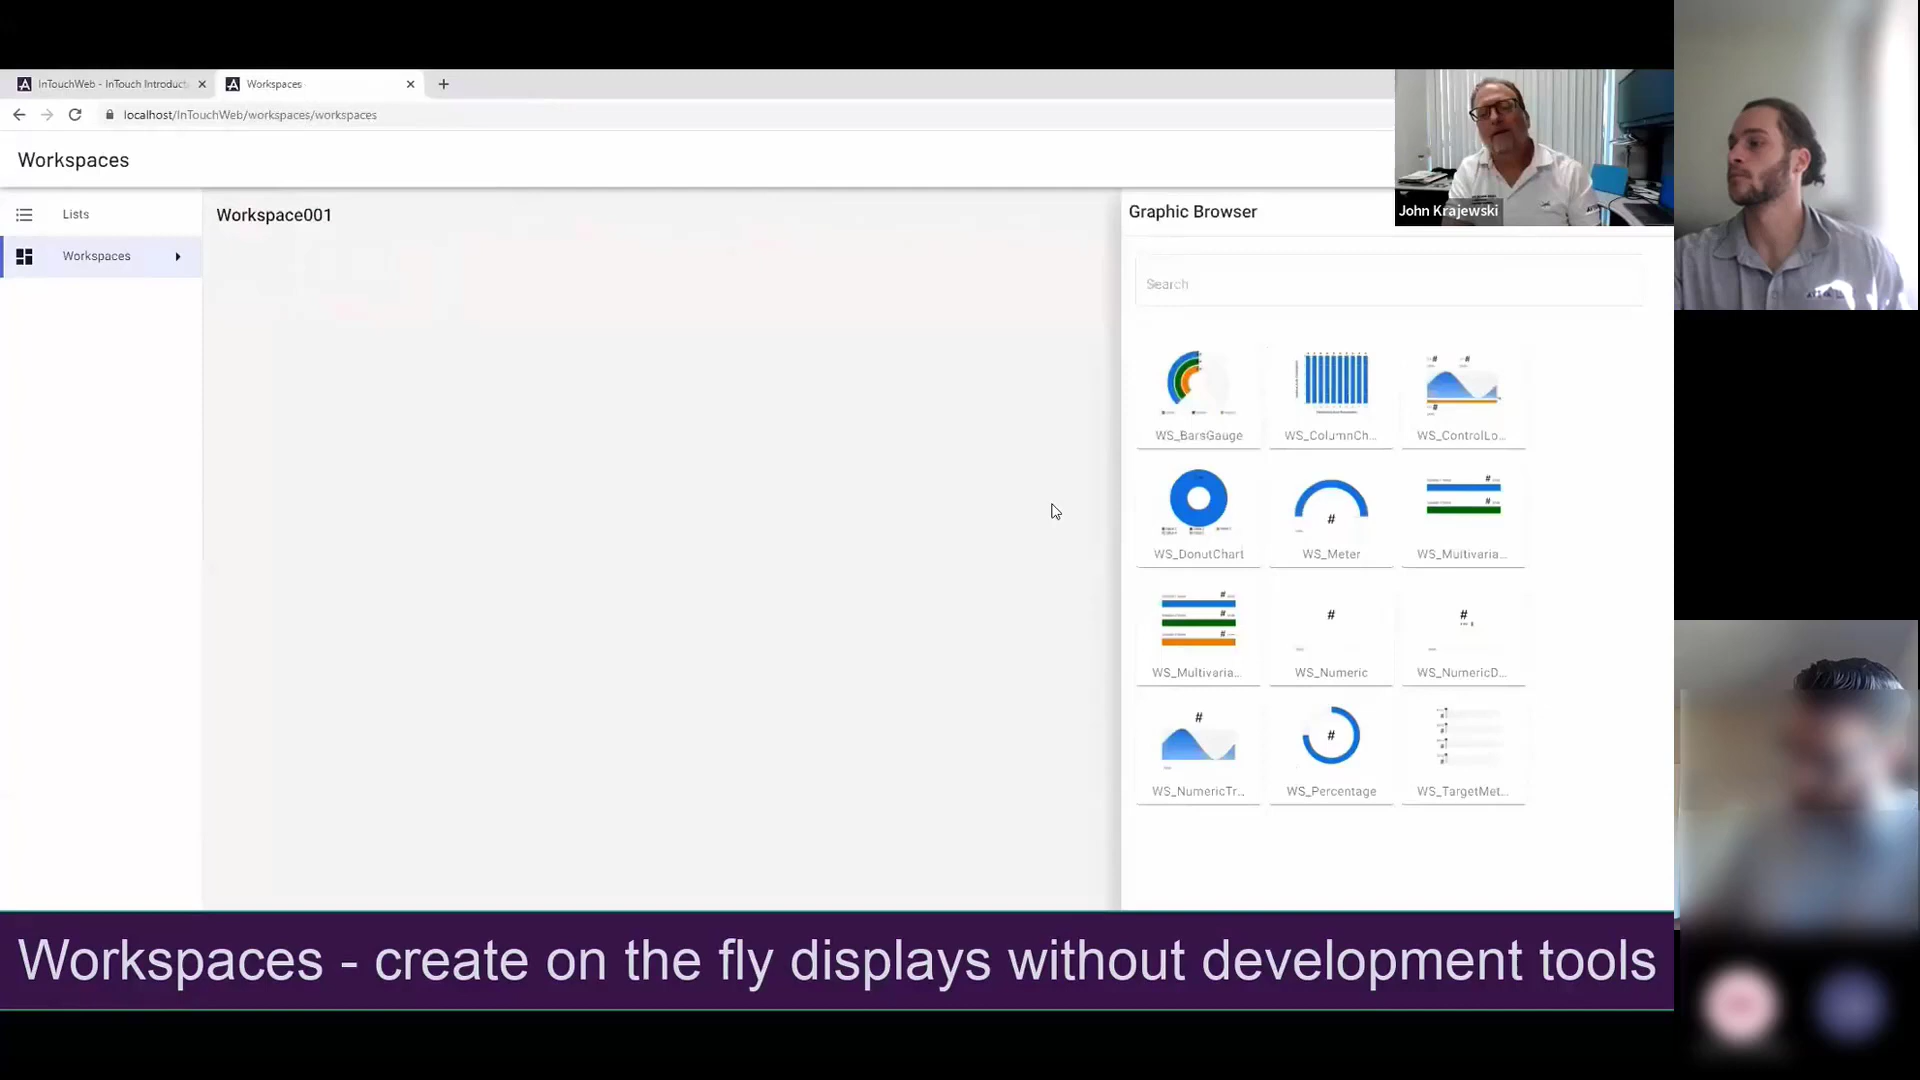 InTouchWeb - InTouch Introduct
Workspaces
localhost/InTouchWeb/workspaces/workspaces
Workspaces
John Krajewski
Lists
Workspaces
Workspace001
Graphic Browser
Search
WS_BarsGauge
WS_ColumnCh...
WS_ControlLo...
WS_DonutChart
#
WS_Meter
#
#
WS_Multivaria...
#
#
#
WS_Multivaria...
#
WS_Numeric
#
WS_NumericD...
#
WS_NumericTr...
#
WS_Percentage
WS_TargetMet...
Workspaces - create on the fly displays without development tools